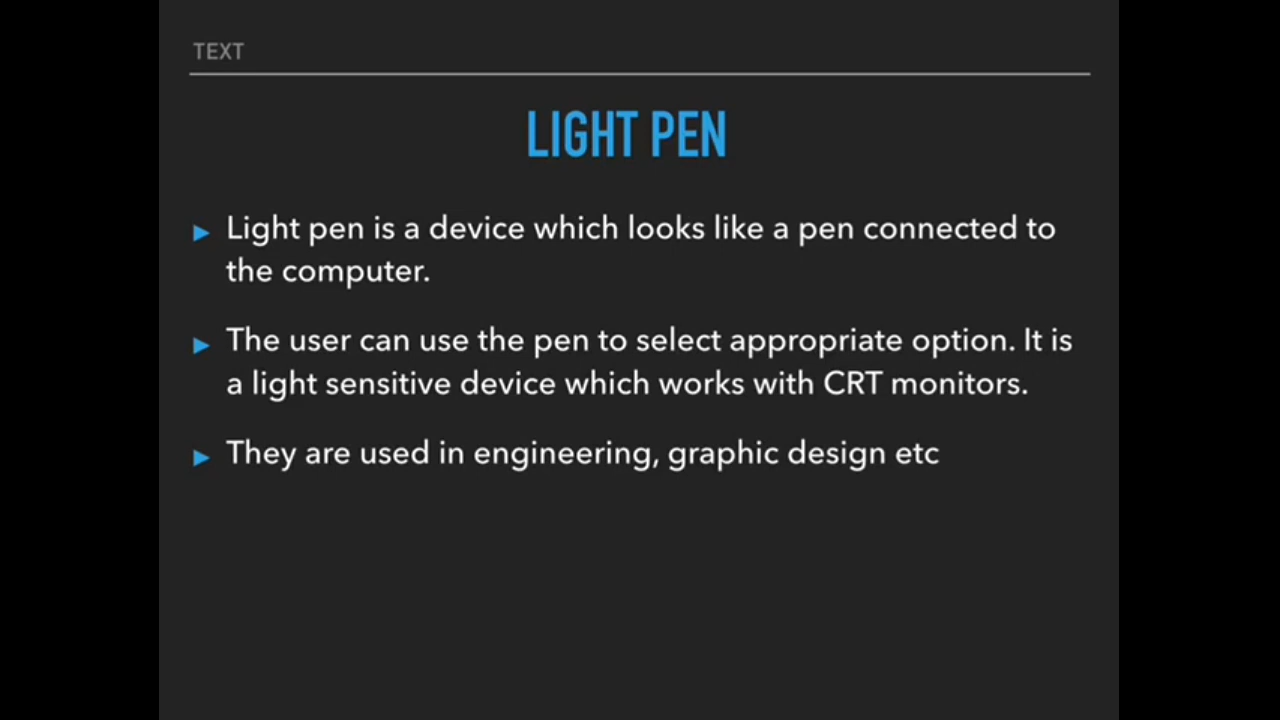 TEXT
LIGHT PEN
▸ Light pen is a device which looks like a pen connected to
the computer.
▸ The user can use the pen to select appropriate option. It is
a light sensitive device which works with CRT monitors.
▸ They are used in engineering, graphic design etc